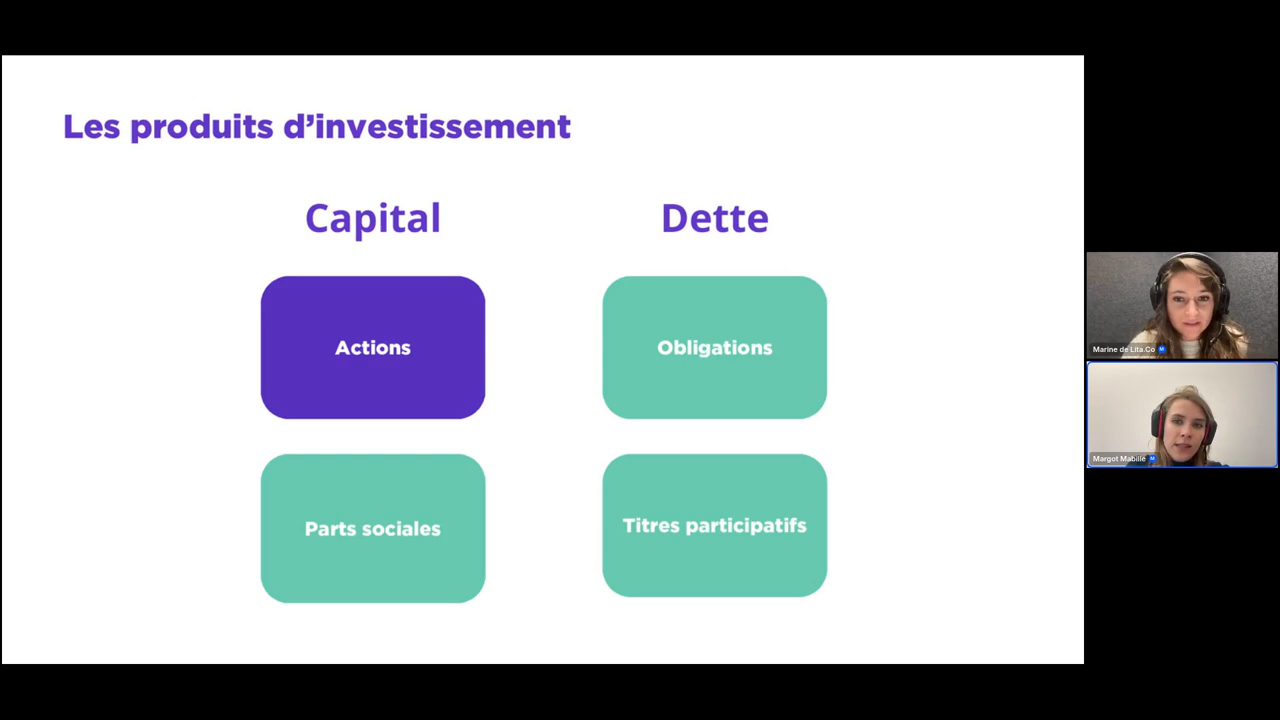 Les produits d'investissement
Capital
Dette
Actions
Obligations
Parts sociales
Titres participatifs
Marine de Lita.Co
Margot Mabille